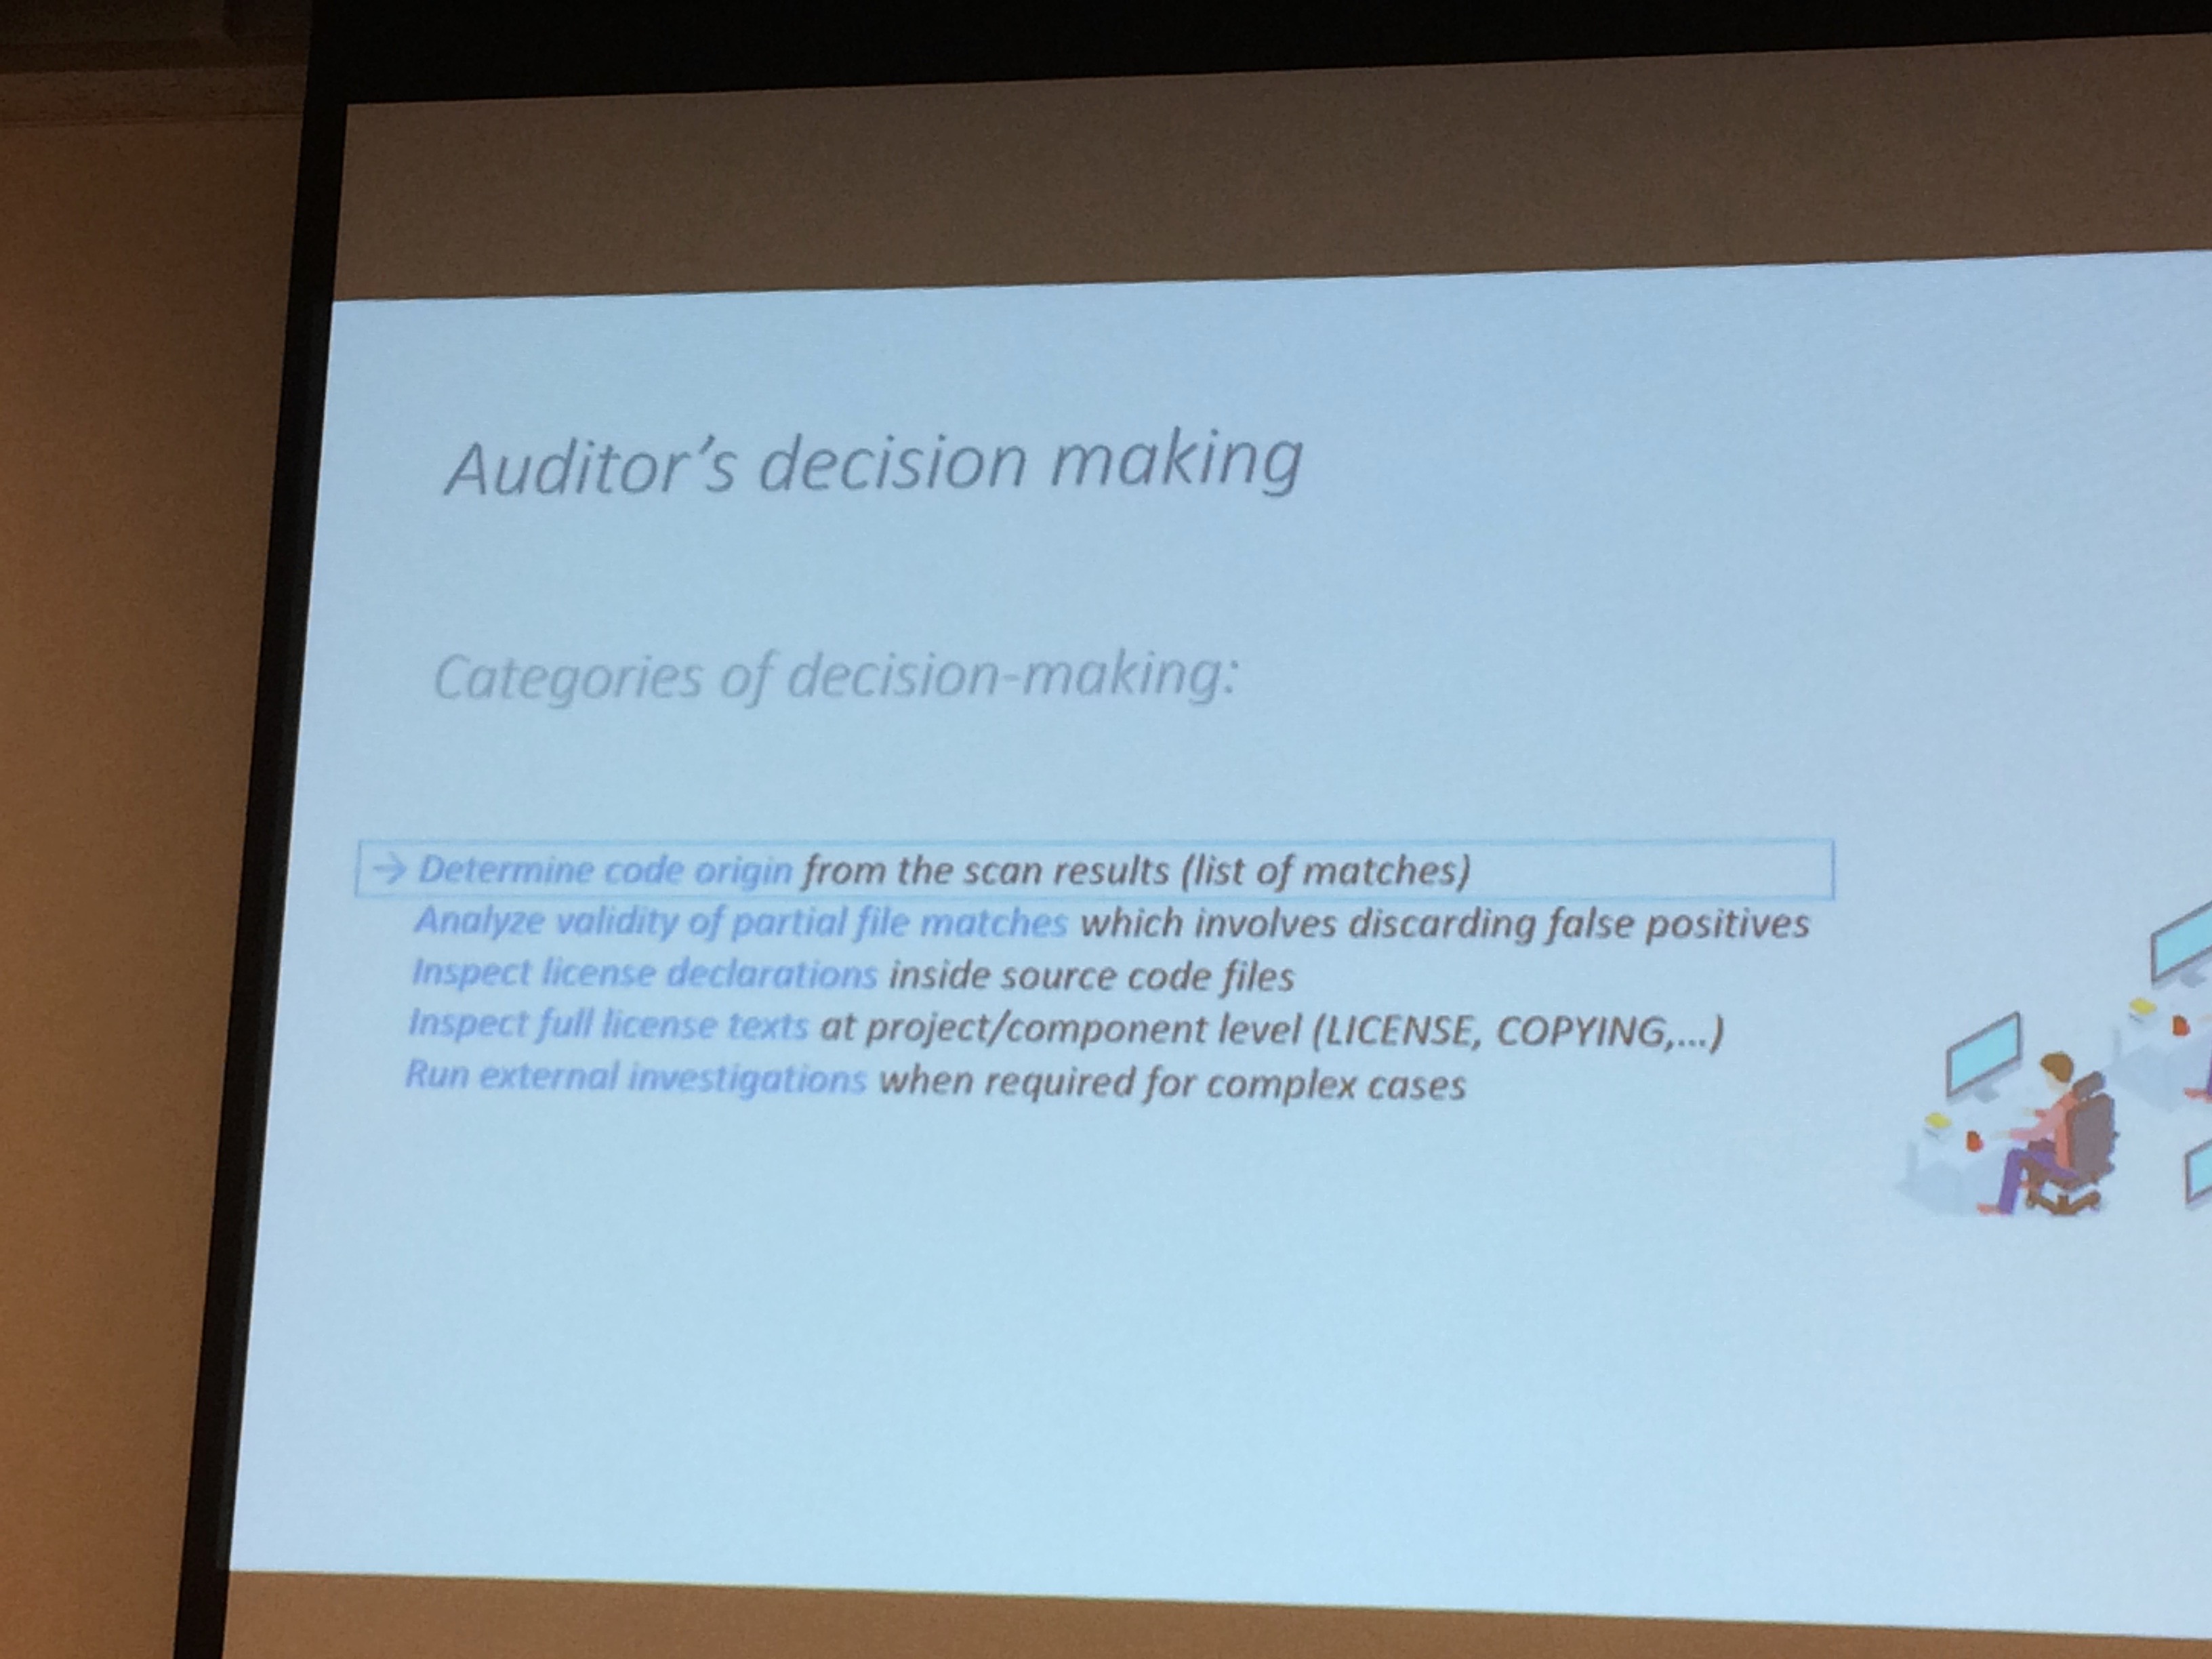 Auditor's decision making
Categories of decision-making:
→ Determine code origin from the scan results (list of matches)
Analyze validity of partial file matches which involves discarding false positives
Inspect license declarations inside source code files
Inspect full license texts at project/component level (LICENSE, COPYING,...)
Run external investigations when required for complex cases